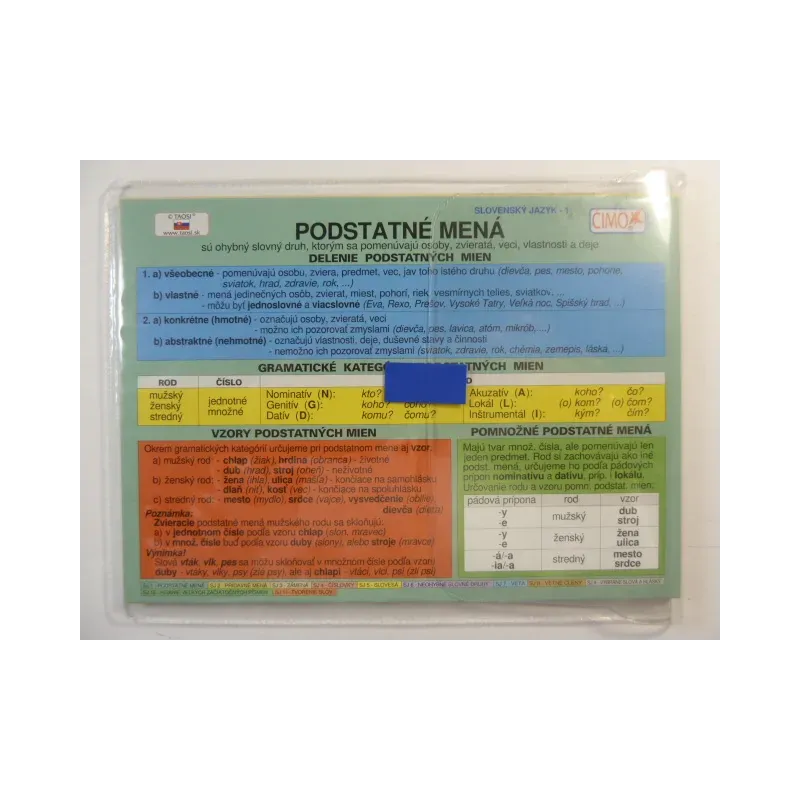 © TAOSI™
www.taosi.sk
SLOVENSKÝ JAZYK - 1
CIMO
PODSTATNÉ MENÁ
sú ohybný slovný druh, ktorým sa pomenúvajú osoby, zvieratá, veci, vlastnosti a deje
DELENIE PODSTATNÝCH MIEN
1. a) všeobecné - pomenúvajú osobu, zviera, predmet, vec, jav toho istého druhu (dievča, pes, mesto, pohorie,
sviatok, hrad, zdravie, rok, ...)
b) vlastné - mená jedinečných osôb, zvierat, miest, pohorí, riek, vesmírnych telies, sviatkov. ...
- môžu byť jednoslovné a viacslovné (Eva, Rexo, Prešov, Vysoké Tatry, Veľká noc, Spišský hrad, ...)
2. a) konkrétne (hmotné) - označujú osoby, zvieratá, veci
- možno ich pozorovať zmyslami (dievča, pes, lavica, atóm, mikrób, ...)
b) abstraktné (nehmotné) - označujú vlastnosti, deje, duševné stavy a činnosti
- nemožno ich pozorovať zmyslami (sviatok, zdravie, rok, chémia, zemepis, láska, ...)
GRAMATICKÉ KATEG PODSTATNÝCH MIEN
ROD ČÍSLO D
mužský
ženský
stredný
jednotné
množné
Nominatív (N): kto?
Genitív (G): koho? čoho?
Datív (D): komu? čomu?
Akuzatív (A): koho? čo?
Lokál (L): (o) kom? (o) čom?
Inštrumentál (I): kým? čím?
VZORY PODSTATNÝCH MIEN
Okrem gramatických kategórií určujeme pri podstatnom mene aj vzor.
a) mužský rod - chlap (žiak), hrdina (obranca) - životné
- dub (hrad), stroj (oheň) - neživotné
b) ženský rod - žena (ihla), ulica (mašľa) - končiace na samohlásku
- dlaň (niť), kosť (vec) - končiace na spoluhlásku
c) stredný rod - mesto (mydlo), srdce (vajce), vysvedčenie (obilie),
dievča (dieťa)
Poznámka:
Zvieracie podstatné mená mužského rodu sa skloňujú.
a) v jednotnom čísle podľa vzoru chlap (slon, mravec)
b) v množ. čísle buď podľa vzoru duby (slony), alebo stroje (mravce)
Výnimka!
Slová vták, vlk, pes sa môžu skloňovať v množnom čísle podľa vzoru
duby - vtáky, vlky, psy (zlé psy), ale aj chlapi - vtáci, vlci, psi (zlí psi)
POMNOŽNÉ PODSTATNÉ MENÁ
Majú tvar množ. čísla, ale pomenúvajú len
jeden predmet. Rod si zachovávajú ako iné
podst. mená, určujeme ho podľa pádových
prípon nominatívu a datívu, príp. i lokálu.
Určovanie rodu a vzoru pomn. podstat. mien:
pádová prípona rod vzor
-y
-e
mužský
dub
stroj
-y
-e
ženský
žena
ulica
-á/-a
-ia/-a
stredný
mesto
srdce